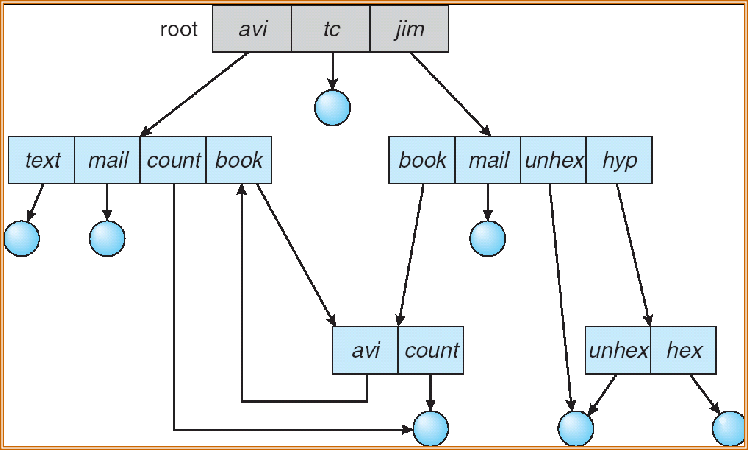 root avi tc jim
text mail count book book mail unhex hyp
avi count unhex hex